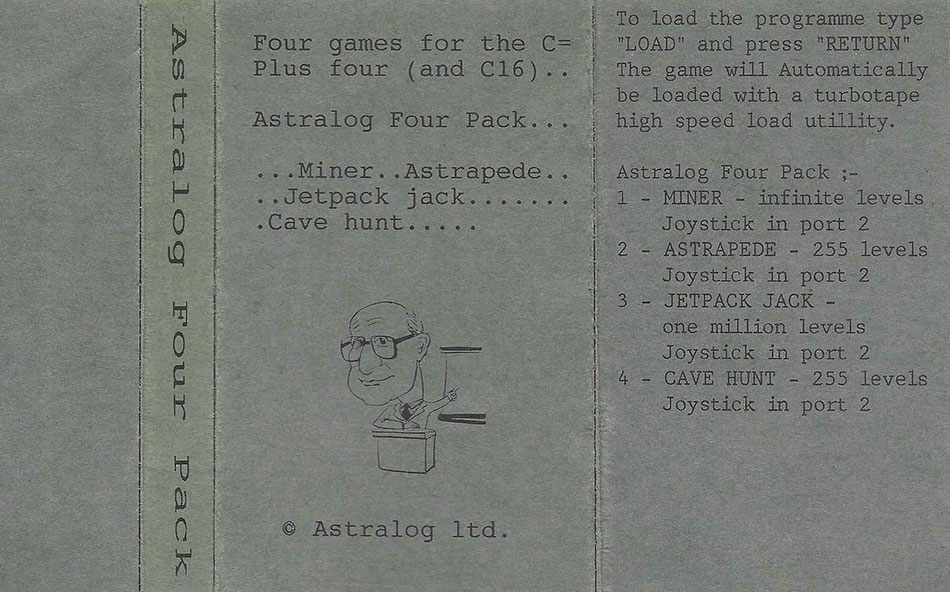 Astralog Four Pack
Four games for the C=
Plus four (and C16)..
Astralog Four Pack...
...Miner..Astrapede..
..Jetpack jack.......
.Cave hunt.....
© Astralog ltd.
To load the programme type
"LOAD" and press "RETURN"
The game will Automatically
be loaded with a turbotape
high speed load utillity.
Astralog Four Pack ;-
1 - MINER - infinite levels
Joystick in port 2
2 - ASTRAPEDE - 255 levels
Joystick in port 2
3 - JETPACK JACK -
one million levels
Joystick in port 2
4 - CAVE HUNT - 255 levels
Joystick in port 2